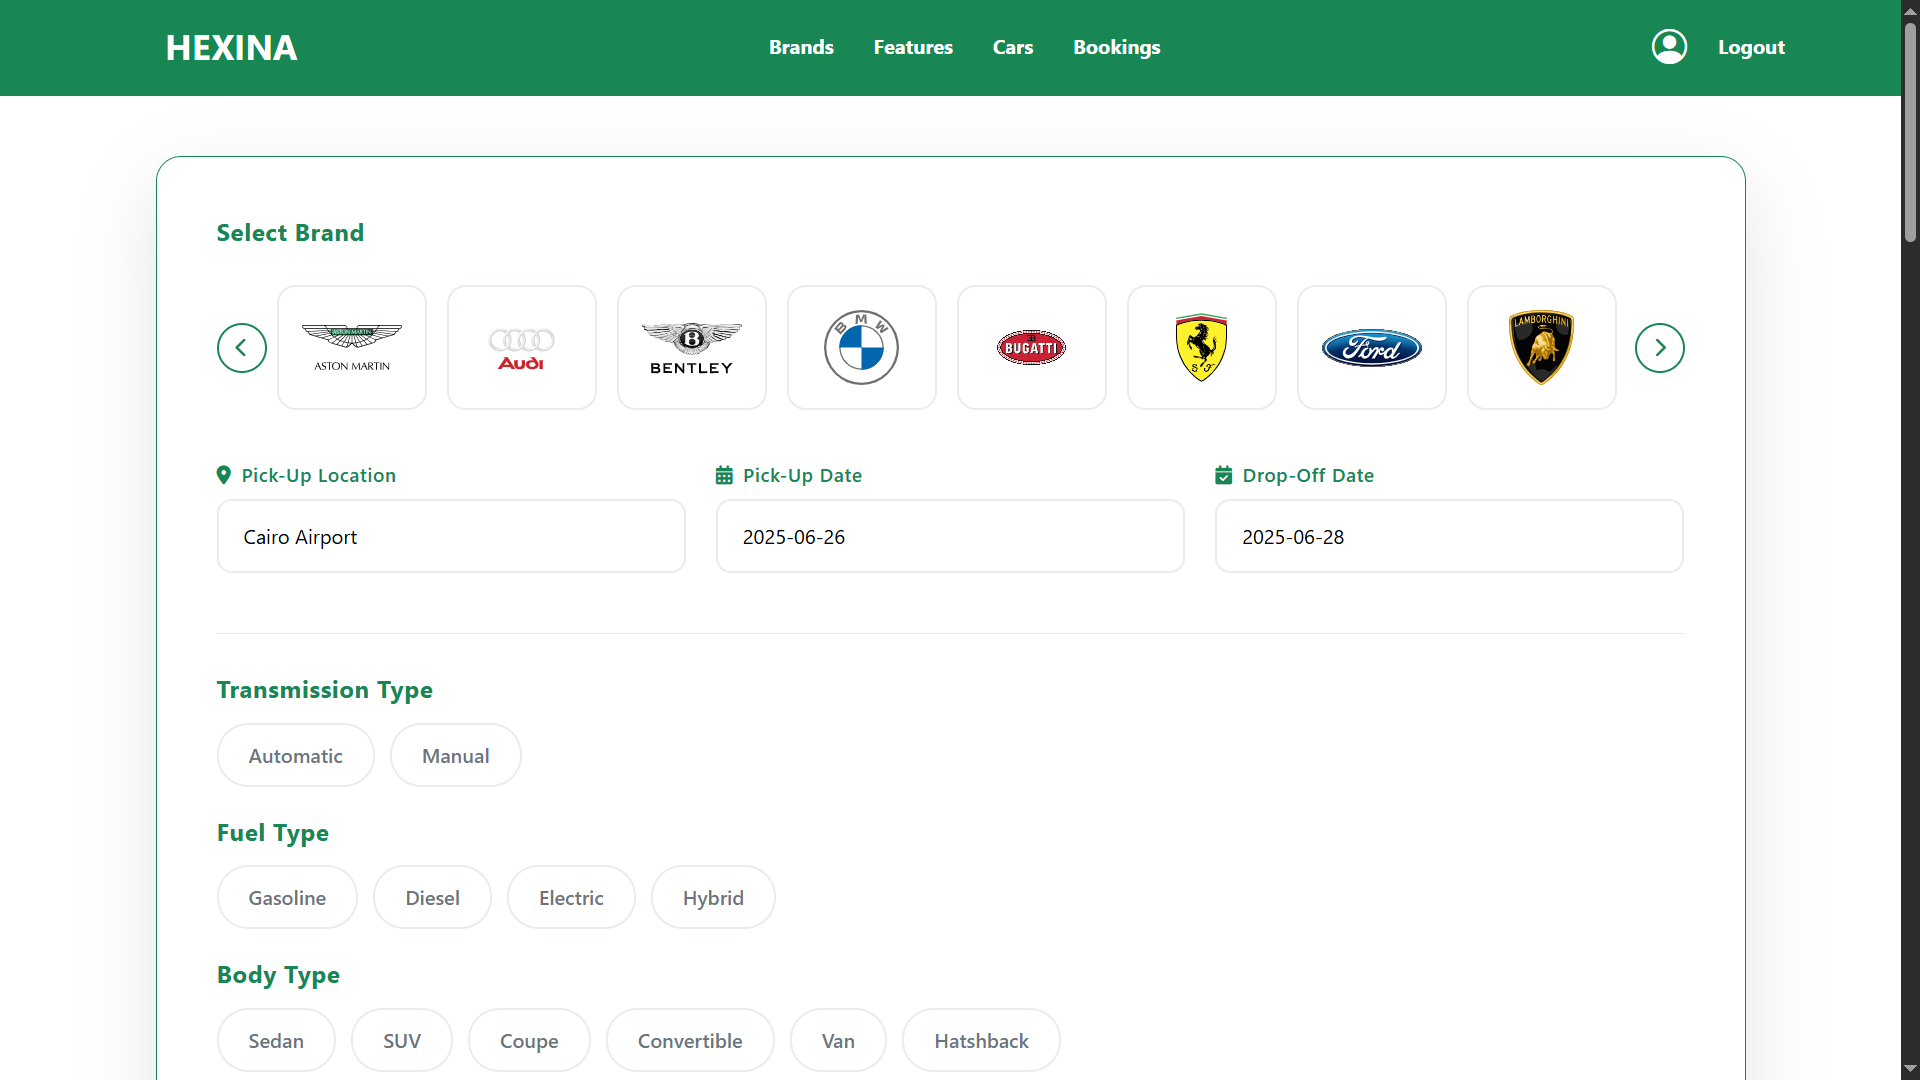 HEXINA
Brands Features Cars Bookings
Logout
Select Brand
ASTON MARTIN
ASTON MARTIN
Audi
B
BENTLEY
BMW
BUGATTI
S F
Ford
LAMBORGHINI
Pick-Up Location
Pick-Up Date
Drop-Off Date
Cairo Airport
2025-06-26
2025-06-28
Transmission Type
Automatic Manual
Fuel Type
Gasoline Diesel Electric Hybrid
Body Type
Sedan SUV Coupe Convertible Van Hatshback